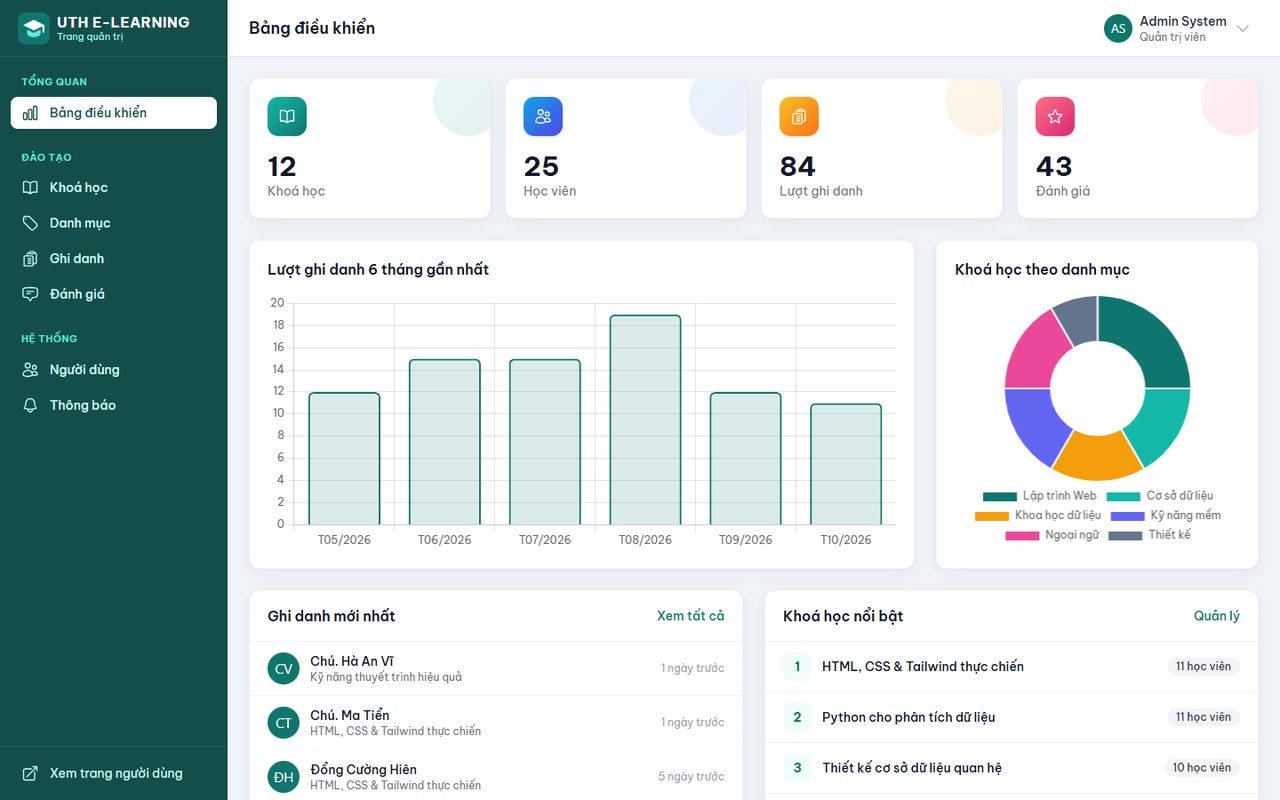 UTH E-LEARNING
Trang quản trị
TỔNG QUAN
Bảng điều khiển
ĐÀO TẠO
Khoá học
Danh mục
Ghi danh
Đánh giá
HỆ THỐNG
Người dùng
Thông báo
Xem trang người dùng
Bảng điều khiển
AS
Admin System
Quản trị viên
12
Khoá học
25
Học viên
84
Lượt ghi danh
43
Đánh giá
Lượt ghi danh 6 tháng gần nhất
20
18
16
14
12
10
8
6
4
2
0
T05/2026 T06/2026 T07/2026 T08/2026 T09/2026 T10/2026
Khoá học theo danh mục
Lập trình Web Cơ sở dữ liệu
Khoa học dữ liệu Kỹ năng mềm
Ngoại ngữ Thiết kế
Ghi danh mới nhất Xem tất cả
CV
Chú. Hà An Vĩ
Kỹ năng thuyết trình hiệu quả
1 ngày trước
CT
Chú. Ma Tiển
HTML, CSS & Tailwind thực chiến
1 ngày trước
ĐH
Đổng Cường Hiên
HTML, CSS & Tailwind thực chiến
5 ngày trước
Khoá học nổi bật Quản lý
1 HTML, CSS & Tailwind thực chiến 11 học viên
2 Python cho phân tích dữ liệu 11 học viên
3 Thiết kế cơ sở dữ liệu quan hệ 10 học viên